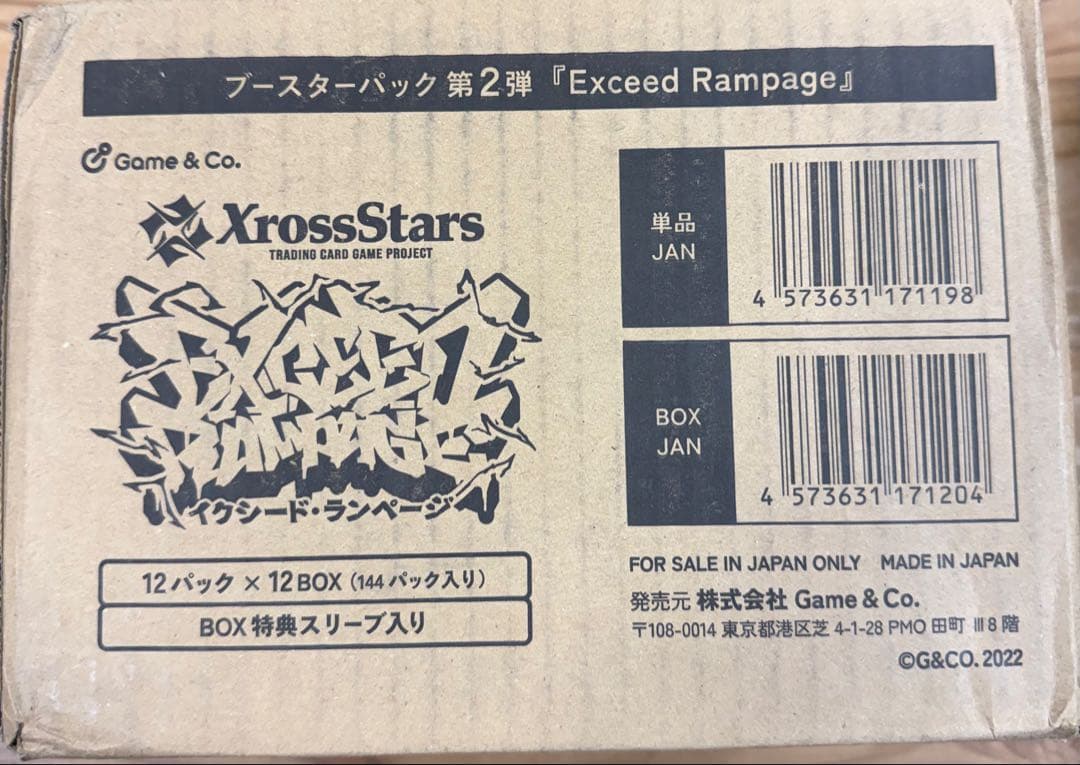 ブースターパック 第2弾『Exceed Rampage』
Game & Co.
XrossStars
TRADING CARD GAME PROJECT
EXCEED
RAMPAGE
イクシード・ランページ
12パック × 12BOX（144パック入り）
BOX特典スリーブ入り
単品
JAN
4 573631 171198
BOX
JAN
4 573631 171204
FOR SALE IN JAPAN ONLY MADE IN JAPAN
発売元 株式会社 Game & Co.
〒108-0014 東京都港区芝 4-1-28 PMO 田町 Ⅲ 8 階
©G&CO. 2022